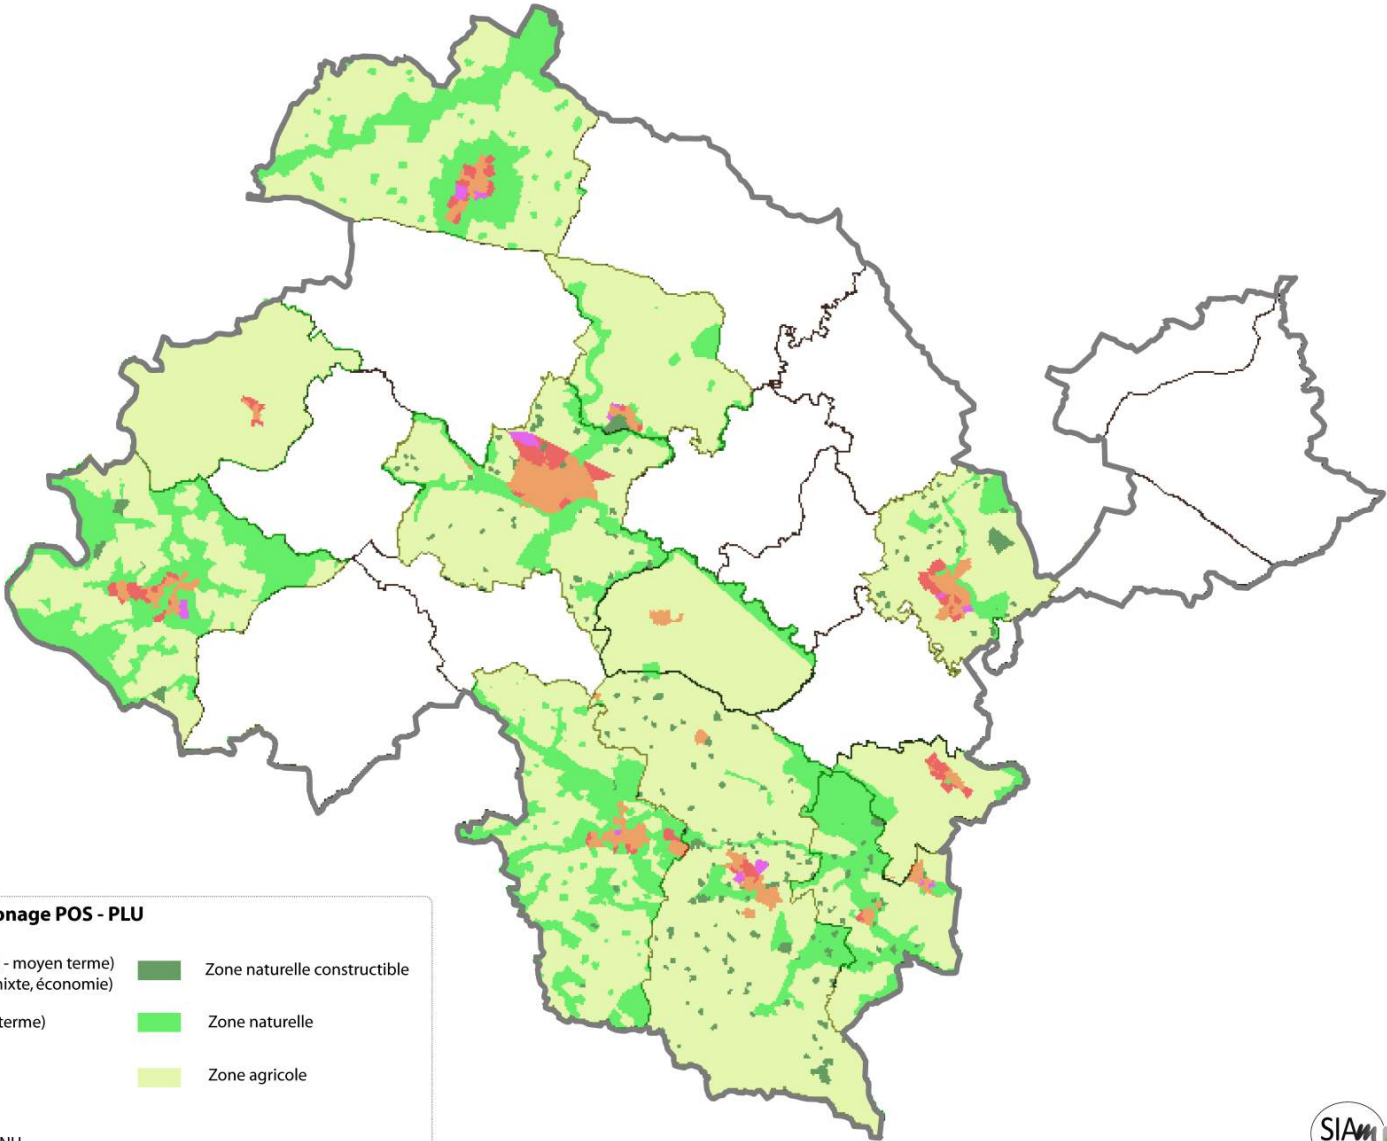 onage POS - PLU
- moyen terme)
nixte, économie)
terme)
Zone naturelle constructible
Zone naturelle
Zone agricole
SIAm